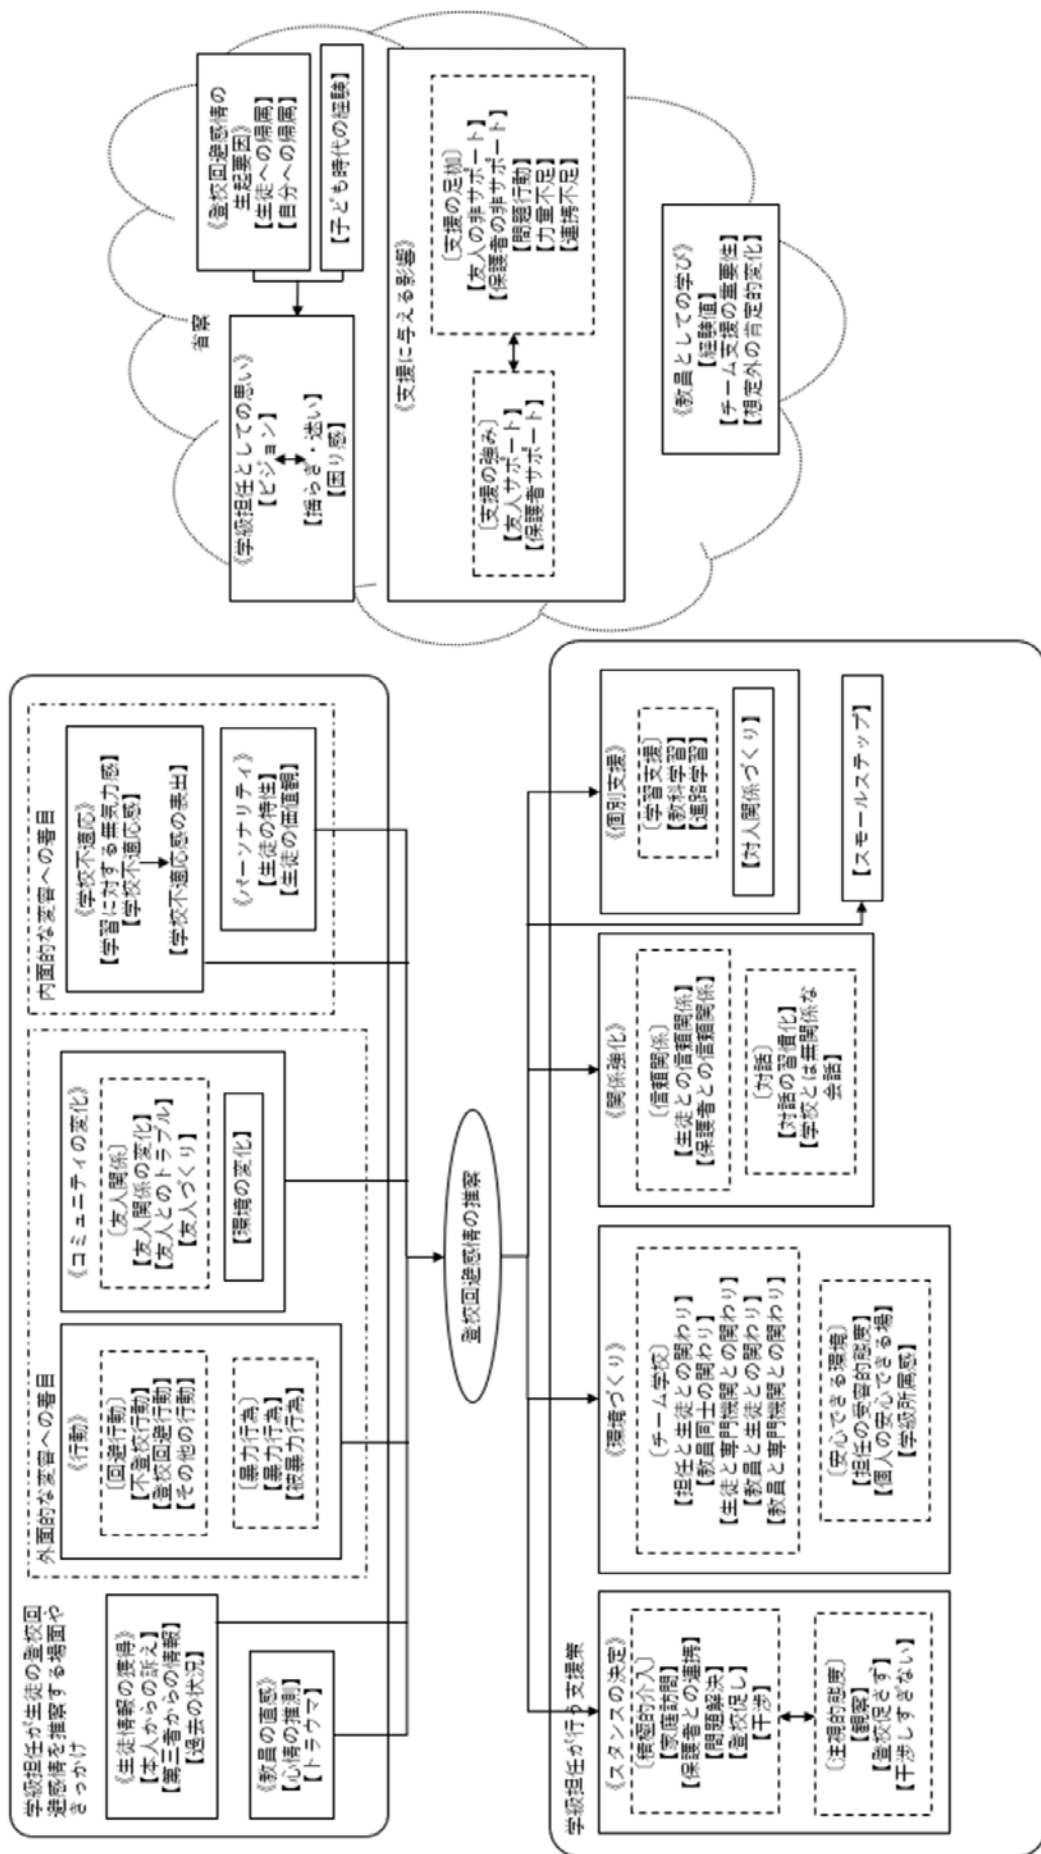 学級担任が生徒の登校回
避感情を推察する場面や
きっかけ
《生徒情報の獲得》
【本人からの訴え】
【第三者からの情報】
【過去の状況】
《教員の直感》
【心情の推測】
【トラウマ】
外面的な変容への着目
《行動》
〔回避行動〕
【不登校行動】
【登校回避行動】
【その他の行動】
〔暴力行為〕
【暴力行為】
【被暴力行為】
《コミュニティの変化》
〔友人関係〕
【友人関係の変化】
【友人とのトラブル】
【友人づくり】
【環境の変化】
内面的な変容への着目
《学校不適応》
【学習に対する無気力感】
【学校不適応感】
【学校不適応感の表出】
《パーソナリティ》
【生徒の特性】
【生徒の価値観】
登校回避感情の推察
学級担任が行う支援策
《スタンスの決定》
〔積極的介入〕
【家庭訪問】
【保護者との連携】
【問題解決】
【登校促し】
【干渉】
〔注視的態度〕
【観察】
【登校促さず】
【干渉しすぎない】
《環境づくり》
〔チーム学校〕
【担任と生徒との関わり】
【教員同士の関わり】
【生徒と専門機関との関わり】
【教員と生徒との関わり】
【教員と専門機関との関わり】
〔安心できる環境〕
【担任の受容的態度】
【個人の安心できる場】
【学級所属感】
《関係強化》
〔信頼関係〕
【生徒との信頼関係】
【保護者との信頼関係】
〔対話〕
【対話の習慣化】
【学校とは無関係な
会話】
《個別支援》
〔学習支援〕
【教科学習】
【進路学習】
【対人関係づくり】
【スモールステップ】
省察
《学級担任としての思い》
【ビジョン】
【揺らぎ・迷い】
【困り感】
《登校回避感情の
生起要因》
【生徒への帰属】
【自分への帰属】
【子ども時代の経験】
《支援に与える影響》
〔支援の強み〕
【友人サポート】
【保護者サポート】
〔支援の足枷〕
【友人の非サポート】
【保護者の非サポート】
【問題行動】
【力量不足】
【連携不足】
《教員としての学び》
【経験値】
【チーム支援の重要性】
【想定外の肯定的変化】